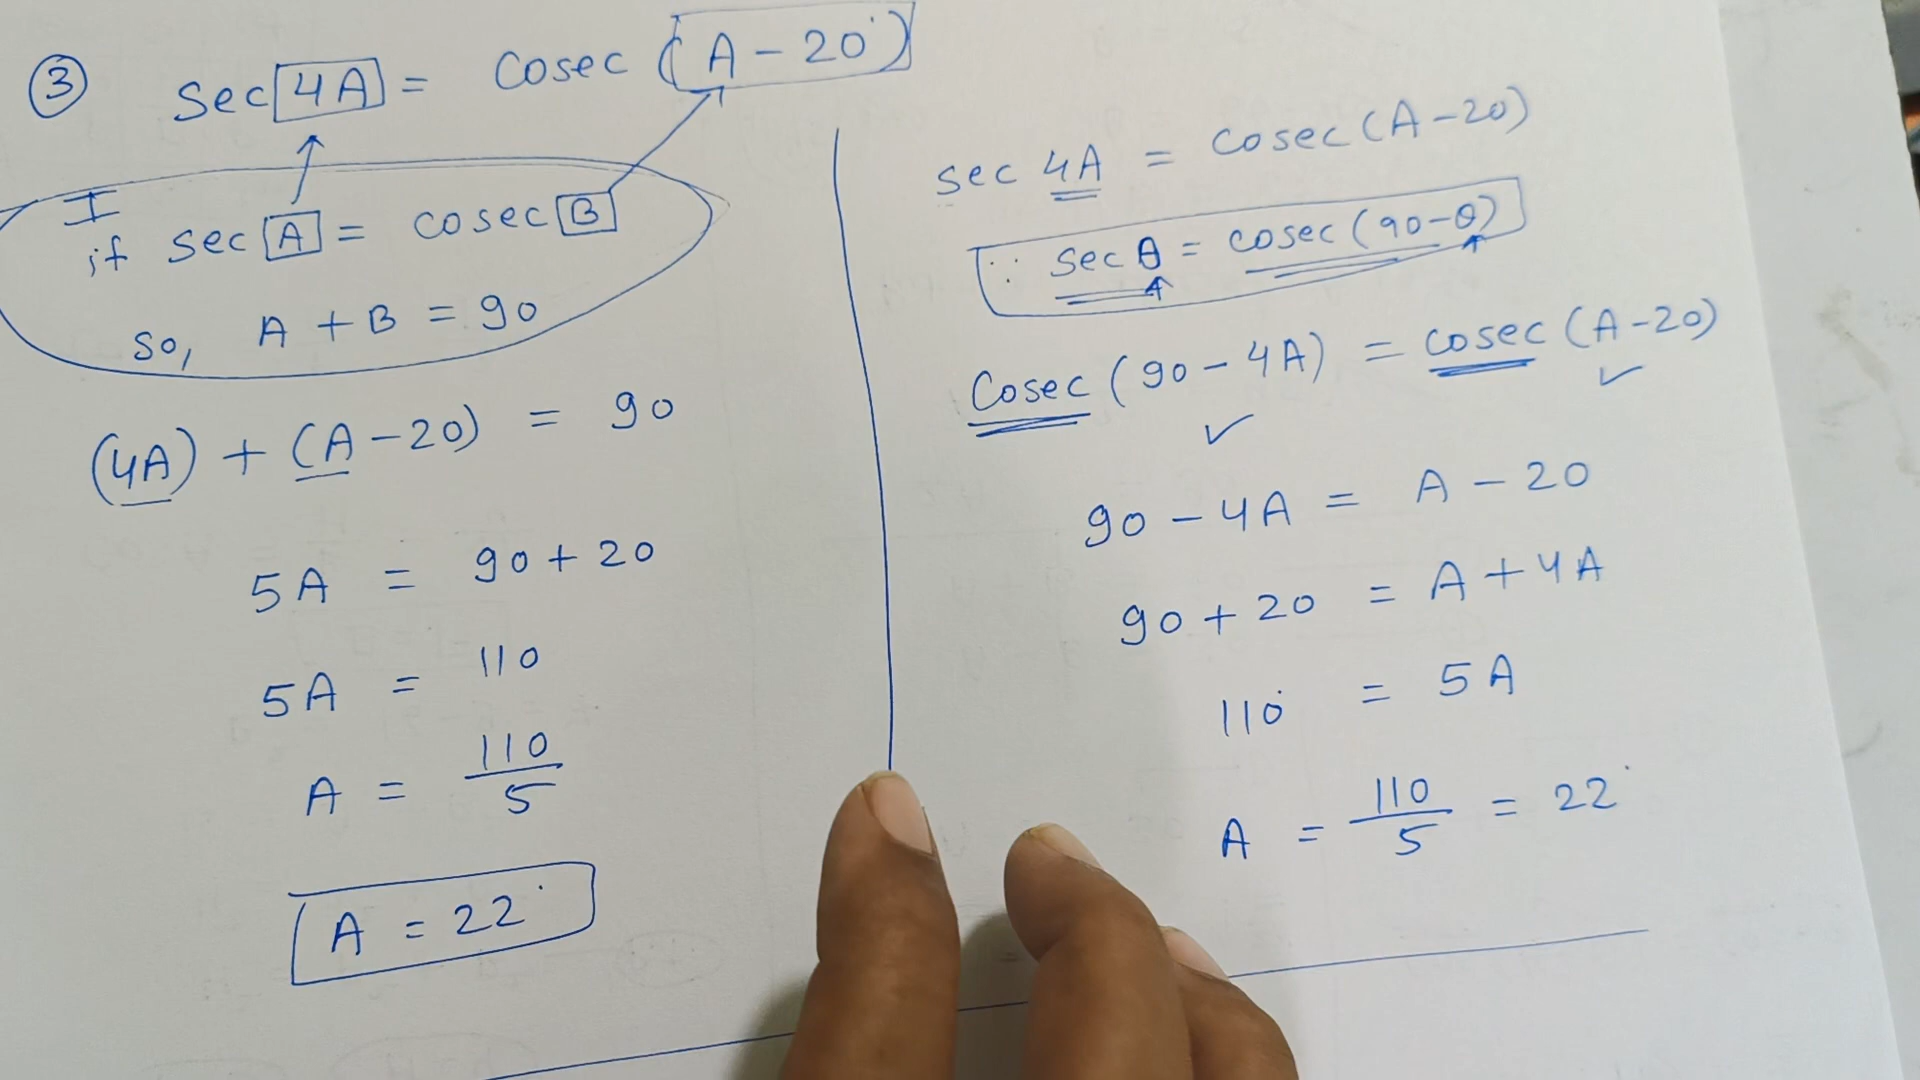 ③ sec 4A = cosec (A - 20°)
I
if sec A = cosec B
so, A + B = 90
(4A) + (A - 20) = 90
5A = 90 + 20
5A = 110
A = 110/5
A = 22°
sec 4A = cosec (A - 20)
∵ sec θ = cosec (90 - θ)
Cosec (90 - 4A) = cosec (A - 20)
90 - 4A = A - 20
90 + 20 = A + 4A
110° = 5A
A = 110/5 = 22°